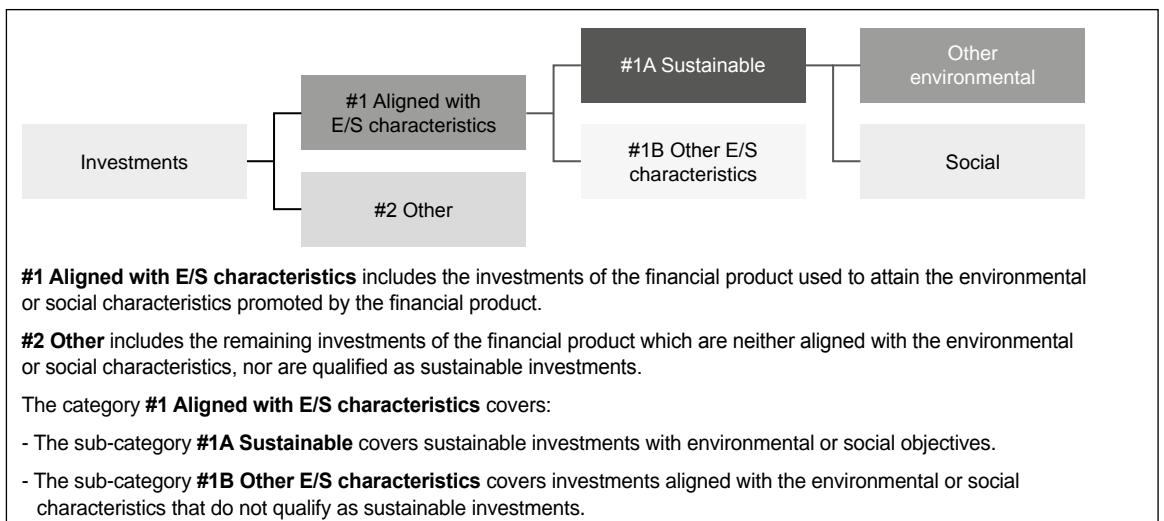 Investments
#1 Aligned with
E/S characteristics
#2 Other
#1A Sustainable
#1B Other E/S
characteristics
Other
environmental
Social
#1 Aligned with E/S characteristics includes the investments of the financial product used to attain the environmental
or social characteristics promoted by the financial product.
#2 Other includes the remaining investments of the financial product which are neither aligned with the environmental
or social characteristics, nor are qualified as sustainable investments.
The category #1 Aligned with E/S characteristics covers:
- The sub-category #1A Sustainable covers sustainable investments with environmental or social objectives.
- The sub-category #1B Other E/S characteristics covers investments aligned with the environmental or social
characteristics that do not qualify as sustainable investments.